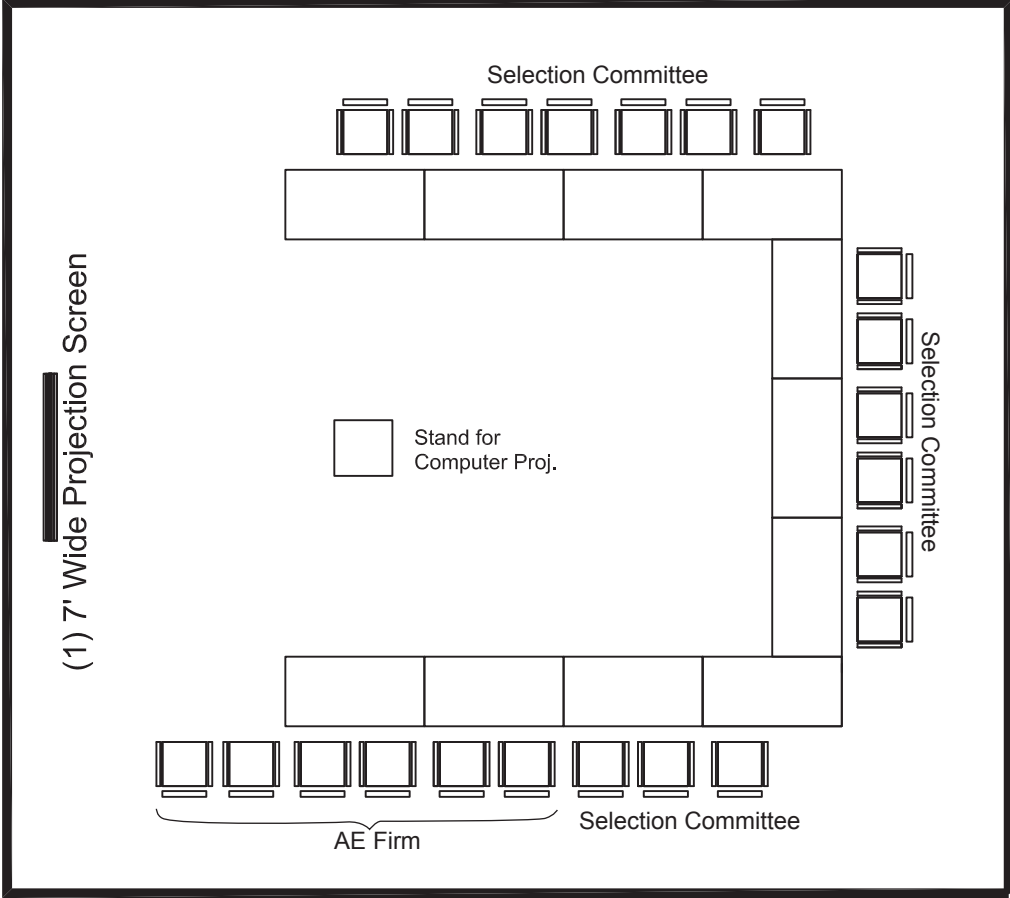 Selection Committee
(1) 7' Wide Projection Screen
Stand for
Computer Proj.
Selection Committee
AE Firm
Selection Committee